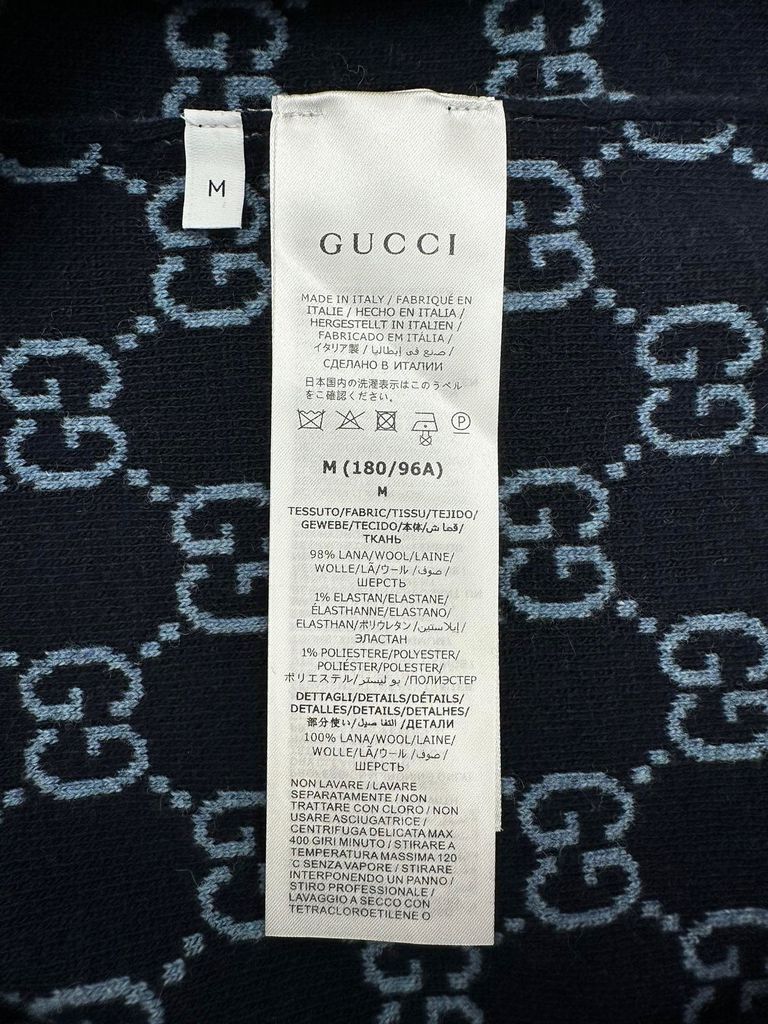 M
GUCCI
MADE IN ITALY / FABRIQUÉ EN
ITALIE / HECHO EN ITALIA /
HERGESTELLT IN ITALIEN /
FABRICADO EM ITÁLIA /
イタリア製 / صنع في إيطاليا /
СДЕЛАНО В ИТАЛИИ
日本国内の洗濯表示はこのラベル
をご確認ください。
P
M (180/96A)
M
TESSUTO/FABRIC/TISSU/TEJIDO/
GEWEBE/TECIDO/本体/قماش/
ТКАНЬ
98% LANA/WOOL/LAINE/
WOLLE/LÃ/ウール /صوف/
ШЕРСТЬ
1% ELASTAN/ELASTANE/
ÉLASTHANNE/ELASTANO/
ELASTHAN/ポリウレタン/إيلاستين/
ЭЛАСТАН
1% POLIESTERE/POLYESTER/
POLIÉSTER/POLESTER/
ポリエステル/بوليستر/ПОЛИЭСТЕР
DETTAGLI/DETAILS/DÉTAILS/
DETALLES/DETAILS/DETALHES/
部分使い/التفاصيل/ДЕТАЛИ
100% LANA/WOOL/LAINE/
WOLLE/LÃ/ウール /صوف/
ШЕРСТЬ
NON LAVARE / LAVARE
SEPARATAMENTE / NON
TRATTARE CON CLORO / NON
USARE ASCIUGATRICE /
CENTRIFUGA DELICATA MAX
400 GIRI MINUTO / STIRARE A
TEMPERATURA MASSIMA 120
°C SENZA VAPORE / STIRARE
INTERPONENDO UN PANNO /
STIRO PROFESSIONALE /
LAVAGGIO A SECCO CON
TETRACLOROETILENE O